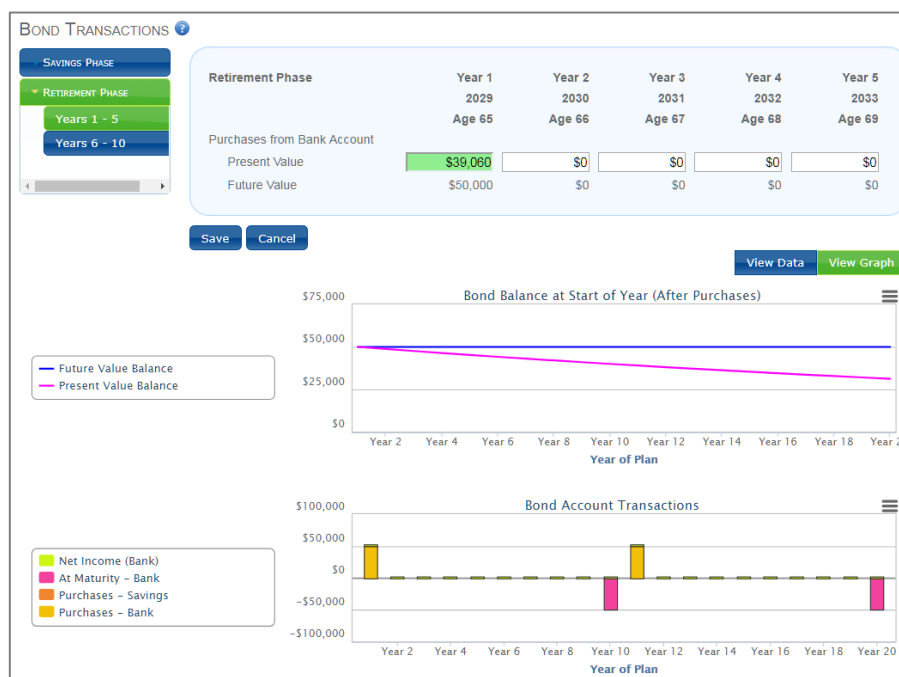 BOND TRANSACTIONS ?
SAVINGS PHASE
RETIREMENT PHASE
Years 1 - 5
Years 6 - 10
Retirement Phase Year 1 Year 2 Year 3 Year 4 Year 5
2029 2030 2031 2032 2033
Age 65 Age 66 Age 67 Age 68 Age 69
Purchases from Bank Account
Present Value $39,060 $0 $0 $0 $0
Future Value $50,000 $0 $0 $0 $0
Save Cancel
View Data View Graph
Bond Balance at Start of Year (After Purchases)
$75,000
$50,000
$25,000
$0
Future Value Balance
Present Value Balance
Year 2 Year 4 Year 6 Year 8 Year 10 Year 12 Year 14 Year 16 Year 18 Year 2
Year of Plan
Bond Account Transactions
$100,000
$50,000
$0
-$50,000
-$100,000
Net Income (Bank)
At Maturity - Bank
Purchases - Savings
Purchases - Bank
Year 2 Year 4 Year 6 Year 8 Year 10 Year 12 Year 14 Year 16 Year 18 Year 20
Year of Plan